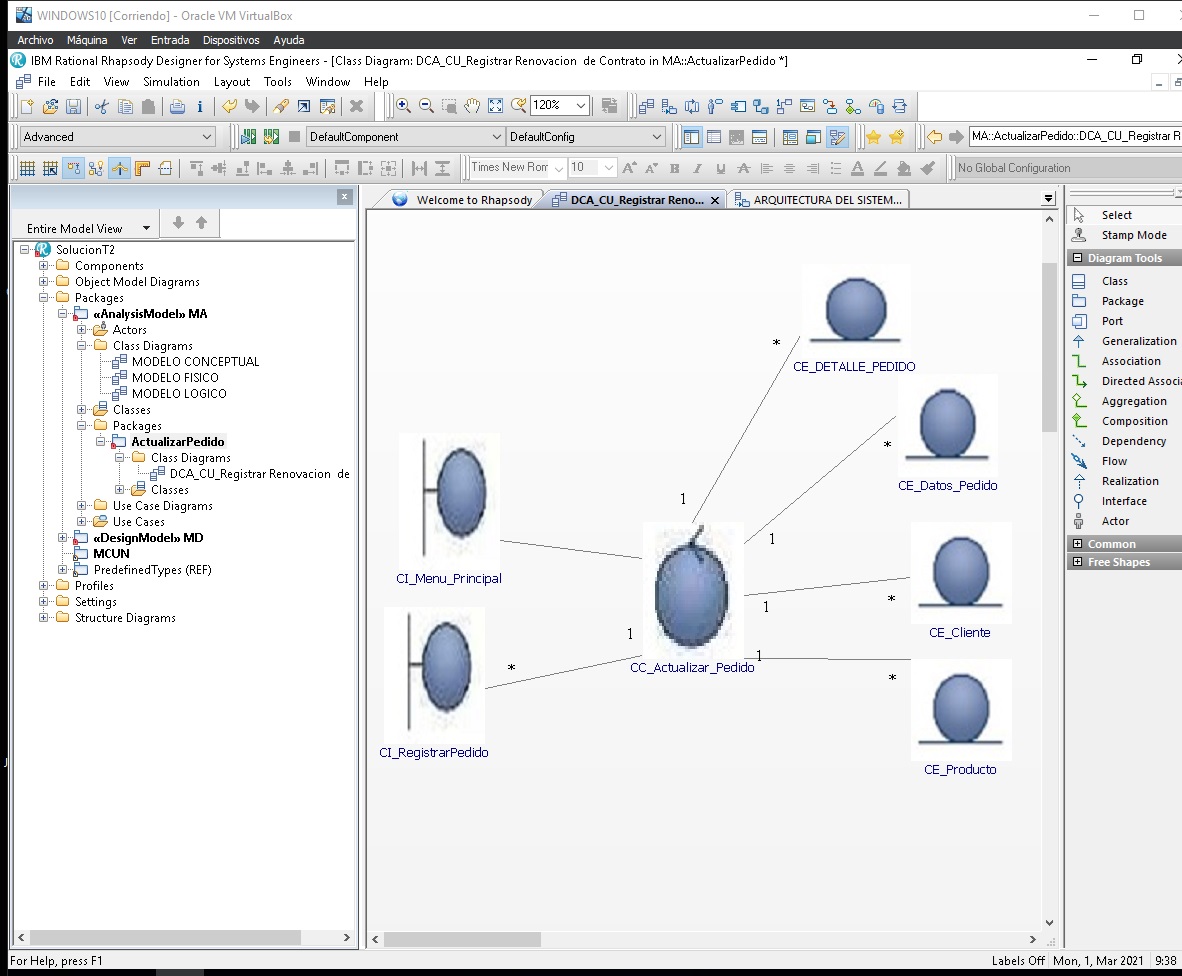 WINDOWS10 [Corriendo] - Oracle VM VirtualBox
Archivo Máquina Ver Entrada Dispositivos Ayuda
IBM Rational Rhapsody Designer for Systems Engineers - [Class Diagram: DCA_CU_Registrar Renovacion de Contrato in MA::ActualizarPedido *]
File Edit View Simulation Layout Tools Window Help
120%
Advanced DefaultComponent DefaultConfig MA::ActualizarPedido::DCA_CU_Registrar R
Times New Ror 10 No Global Configuration
Welcome to Rhapsody DCA_CU_Registrar Reno... ARQUITECTURA DEL SISTEM...
Entire Model View
SolucionT2
Components
Object Model Diagrams
Packages
«AnalysisModel» MA
Actors
Class Diagrams
MODELO CONCEPTUAL
MODELO FISICO
MODELO LOGICO
Classes
Packages
ActualizarPedido
Class Diagrams
DCA_CU_Registrar Renovacion de
Classes
Use Case Diagrams
Use Cases
«DesignModel» MD
MCUN
PredefinedTypes (REF)
Profiles
Settings
Structure Diagrams
*
CE_DETALLE_PEDIDO
*
CE_Datos_Pedido
1
1
CI_Menu_Principal
1
*
CE_Cliente
1
*
CC_Actualizar_Pedido
1
*
CI_RegistrarPedido
CE_Producto
Select
Stamp Mode
Diagram Tools
Class
Package
Port
Generalization
Association
Directed Associ
Aggregation
Composition
Dependency
Flow
Realization
Interface
Actor
Common
Free Shapes
For Help, press F1 Labels Off Mon, 1, Mar 2021 9:38